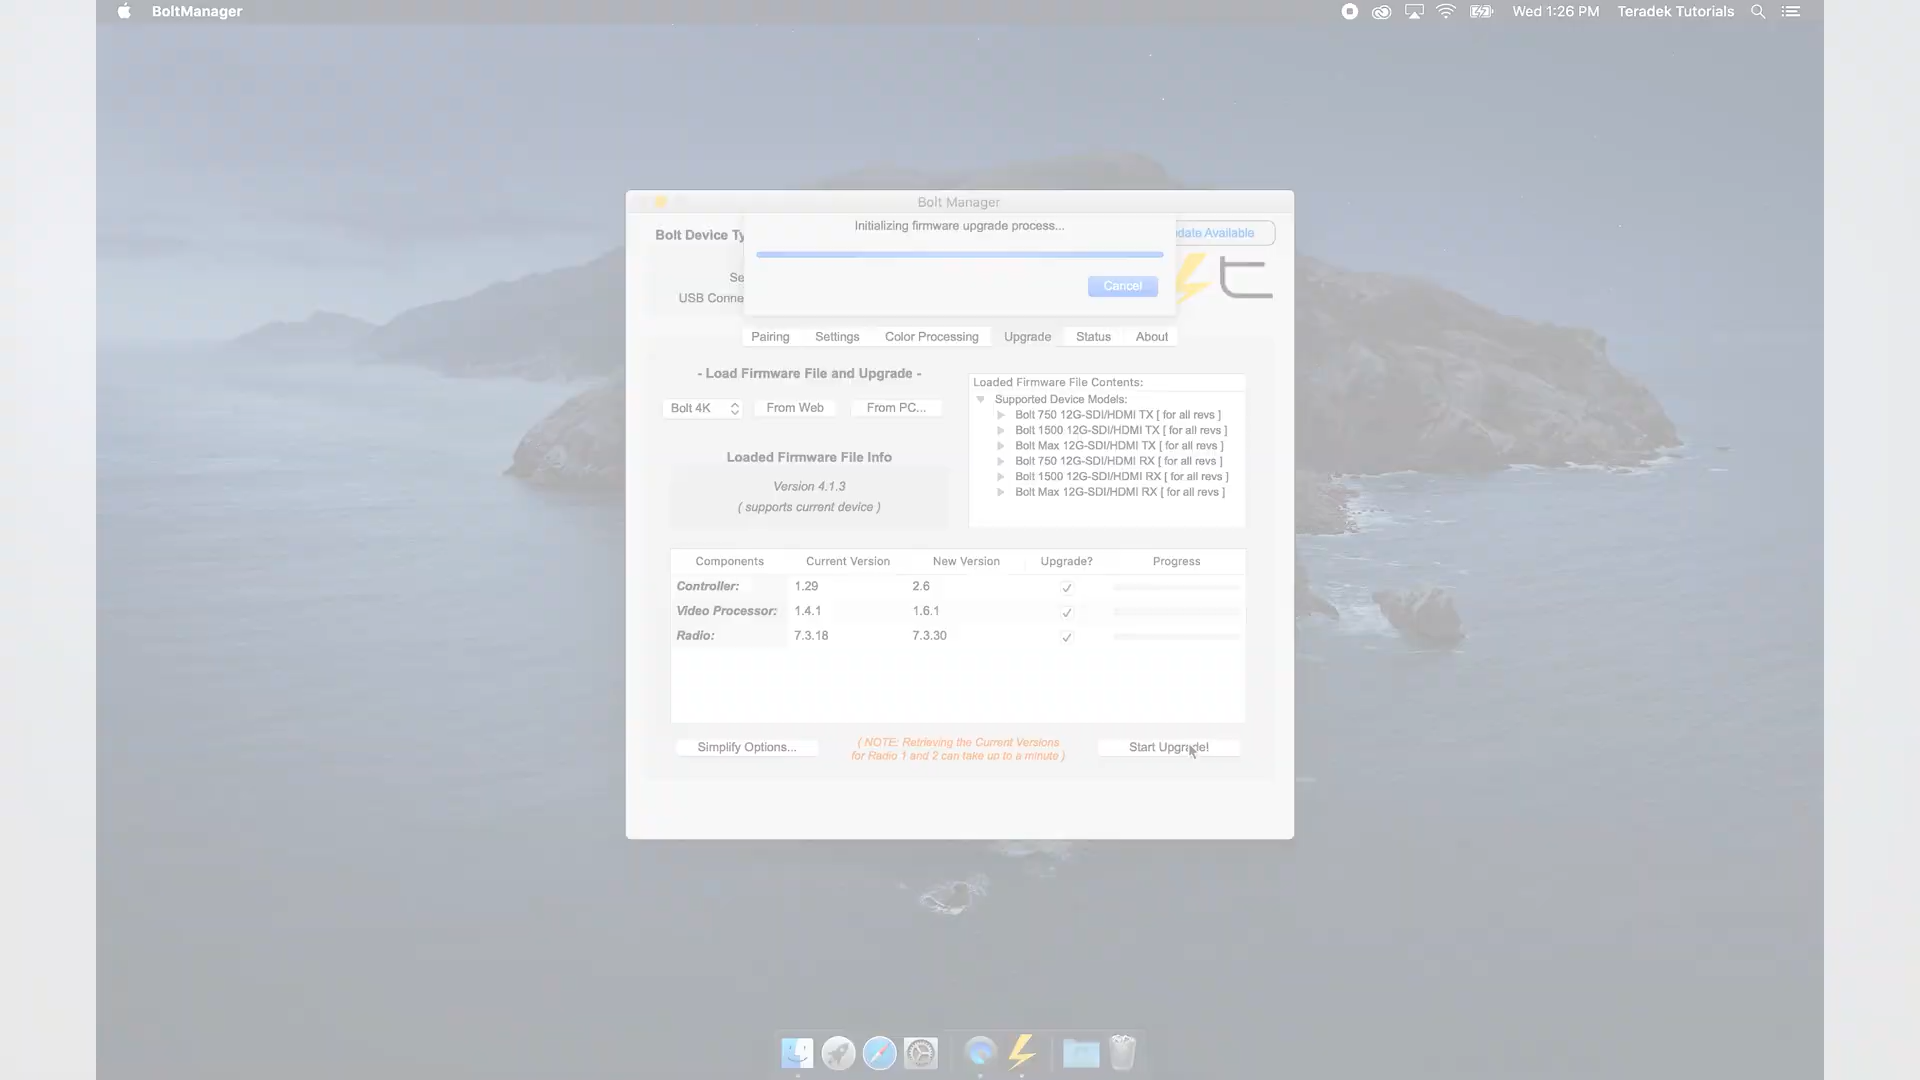 BoltManager
Wed 1:26 PM Teradek Tutorials
Bolt Manager
Initializing firmware upgrade process...
Bolt Device Ty
date Available
Se
USB Conne
Cancel
Pairing Settings Color Processing Upgrade Status About
- Load Firmware File and Upgrade -
Bolt 4K From Web From PC...
Loaded Firmware File Info
Version 4.1.3
( supports current device )
Loaded Firmware File Contents:
Supported Device Models:
Bolt 750 12G-SDI/HDMI TX [ for all revs ]
Bolt 1500 12G-SDI/HDMI TX [ for all revs ]
Bolt Max 12G-SDI/HDMI TX [ for all revs ]
Bolt 750 12G-SDI/HDMI RX [ for all revs ]
Bolt 1500 12G-SDI/HDMI RX [ for all revs ]
Bolt Max 12G-SDI/HDMI RX [ for all revs ]
Components Current Version New Version Upgrade? Progress
Controller: 1.29 2.6
Video Processor: 1.4.1 1.6.1
Radio: 7.3.18 7.3.30
Simplify Options...
( NOTE: Retrieving the Current Versions
for Radio 1 and 2 can take up to a minute )
Start Upgrade!